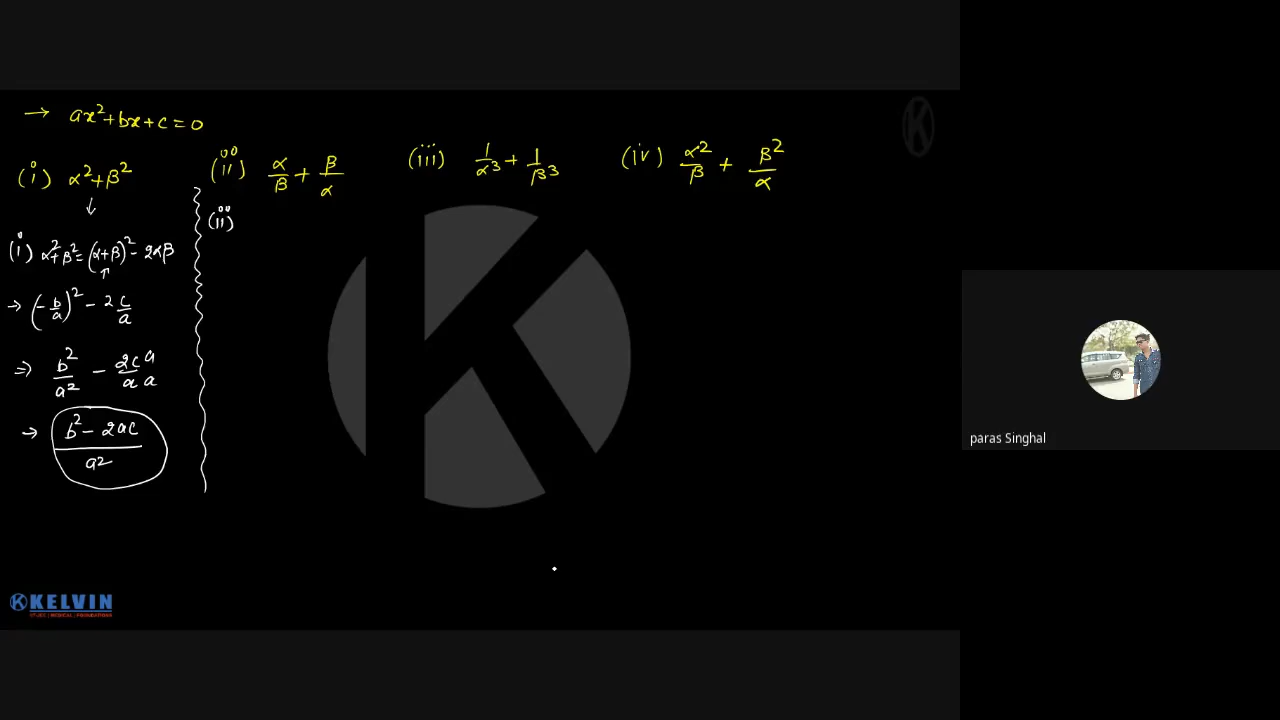 → ax²+bx+c=0
(i) α²+β²
(ii) α/β + β/α
(iii) 1/α³ + 1/β³
(iv) α²/β + β²/α
↓
(i) α²+β² = (α+β)² − 2αβ
↑
→ (−b/a)² − 2c/a
⇒ b²/a² − 2c a/a a
→ b² − 2ac / a²
(ii)
paras Singhal
KELVIN